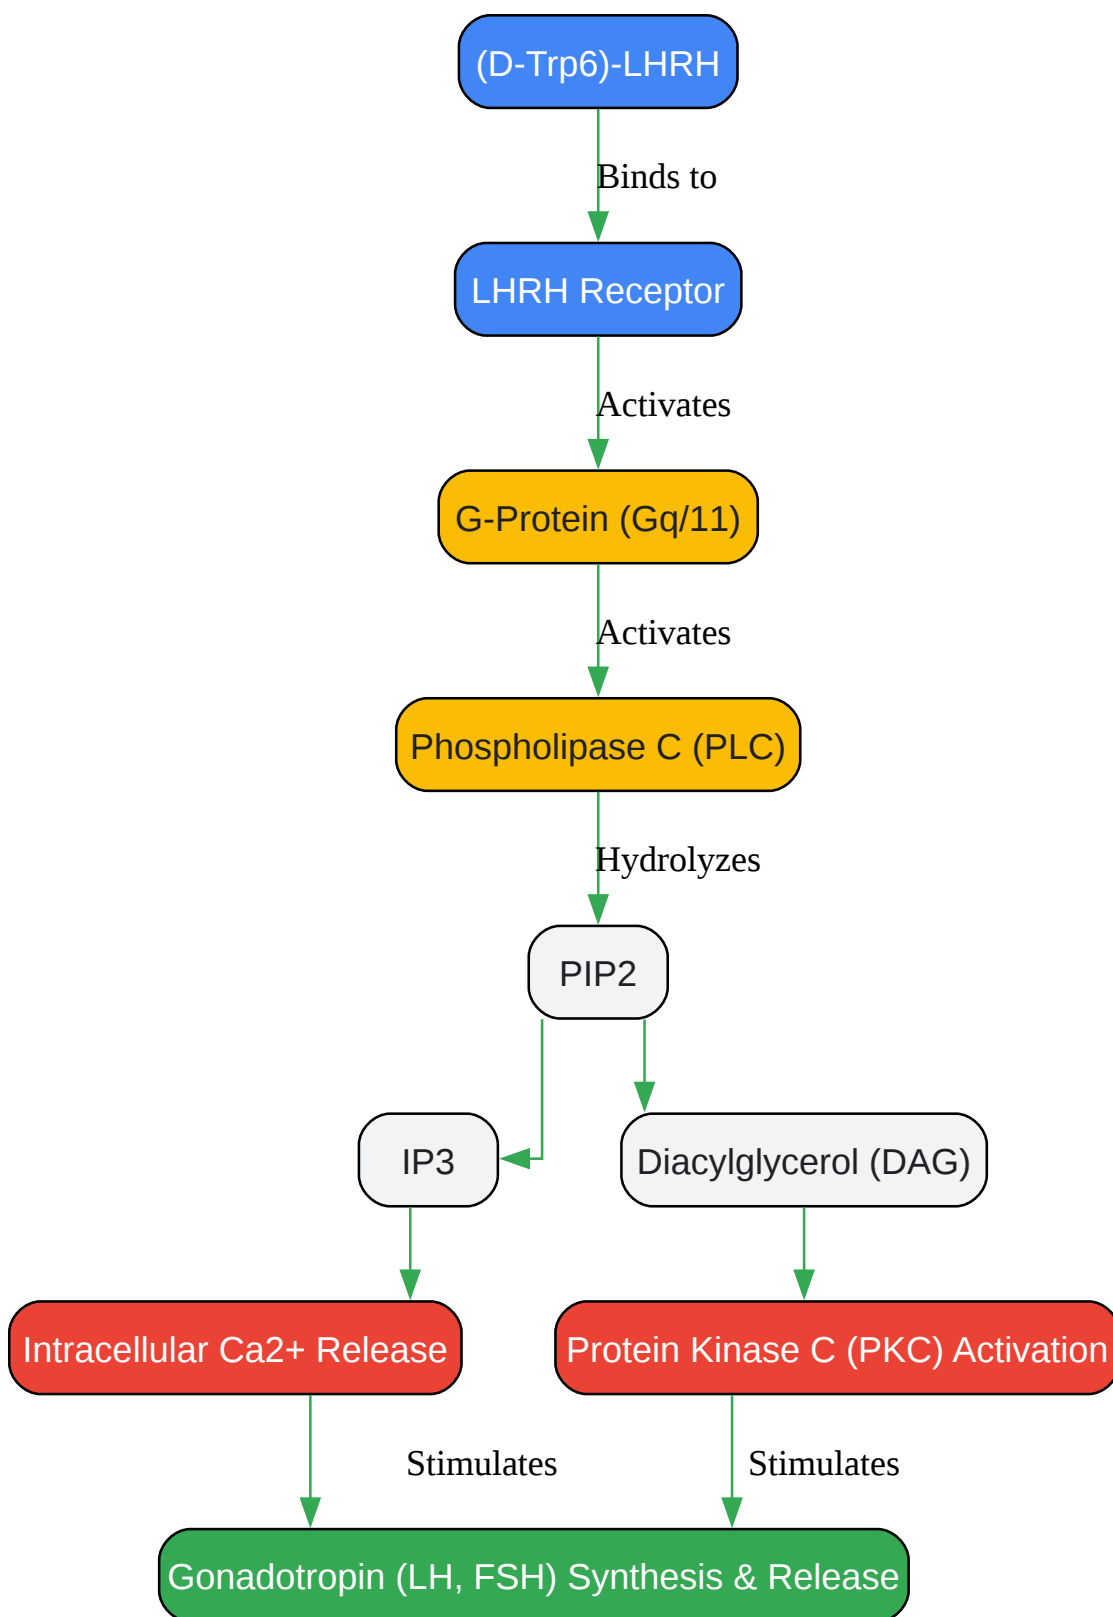 (D-Trp6)-LHRH
Binds to
LHRH Receptor
Activates
G-Protein (Gq/11)
Activates
Phospholipase C (PLC)
Hydrolyzes
PIP2
IP3
Diacylglycerol (DAG)
Intracellular Ca2+ Release
Protein Kinase C (PKC) Activation
Stimulates
Stimulates
Gonadotropin (LH, FSH) Synthesis & Release